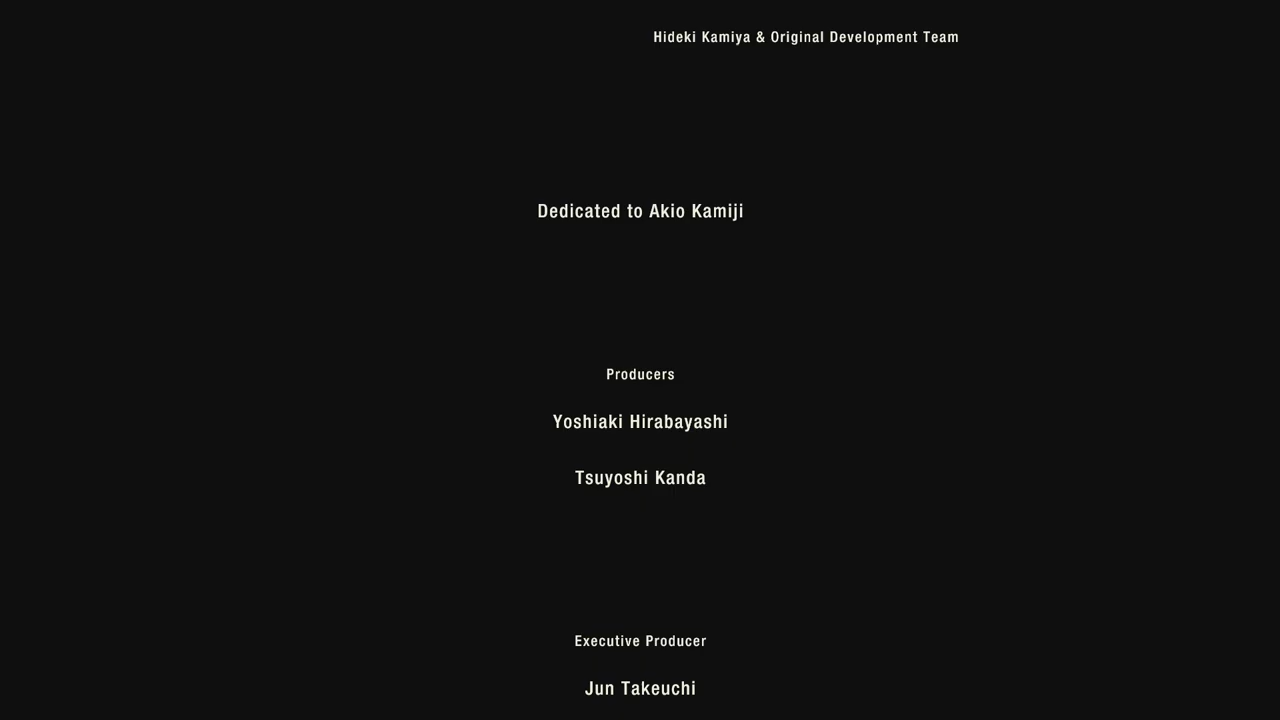 Hideki Kamiya & Original Development Team
Dedicated to Akio Kamiji
Producers
Yoshiaki Hirabayashi
Tsuyoshi Kanda
Executive Producer
Jun Takeuchi